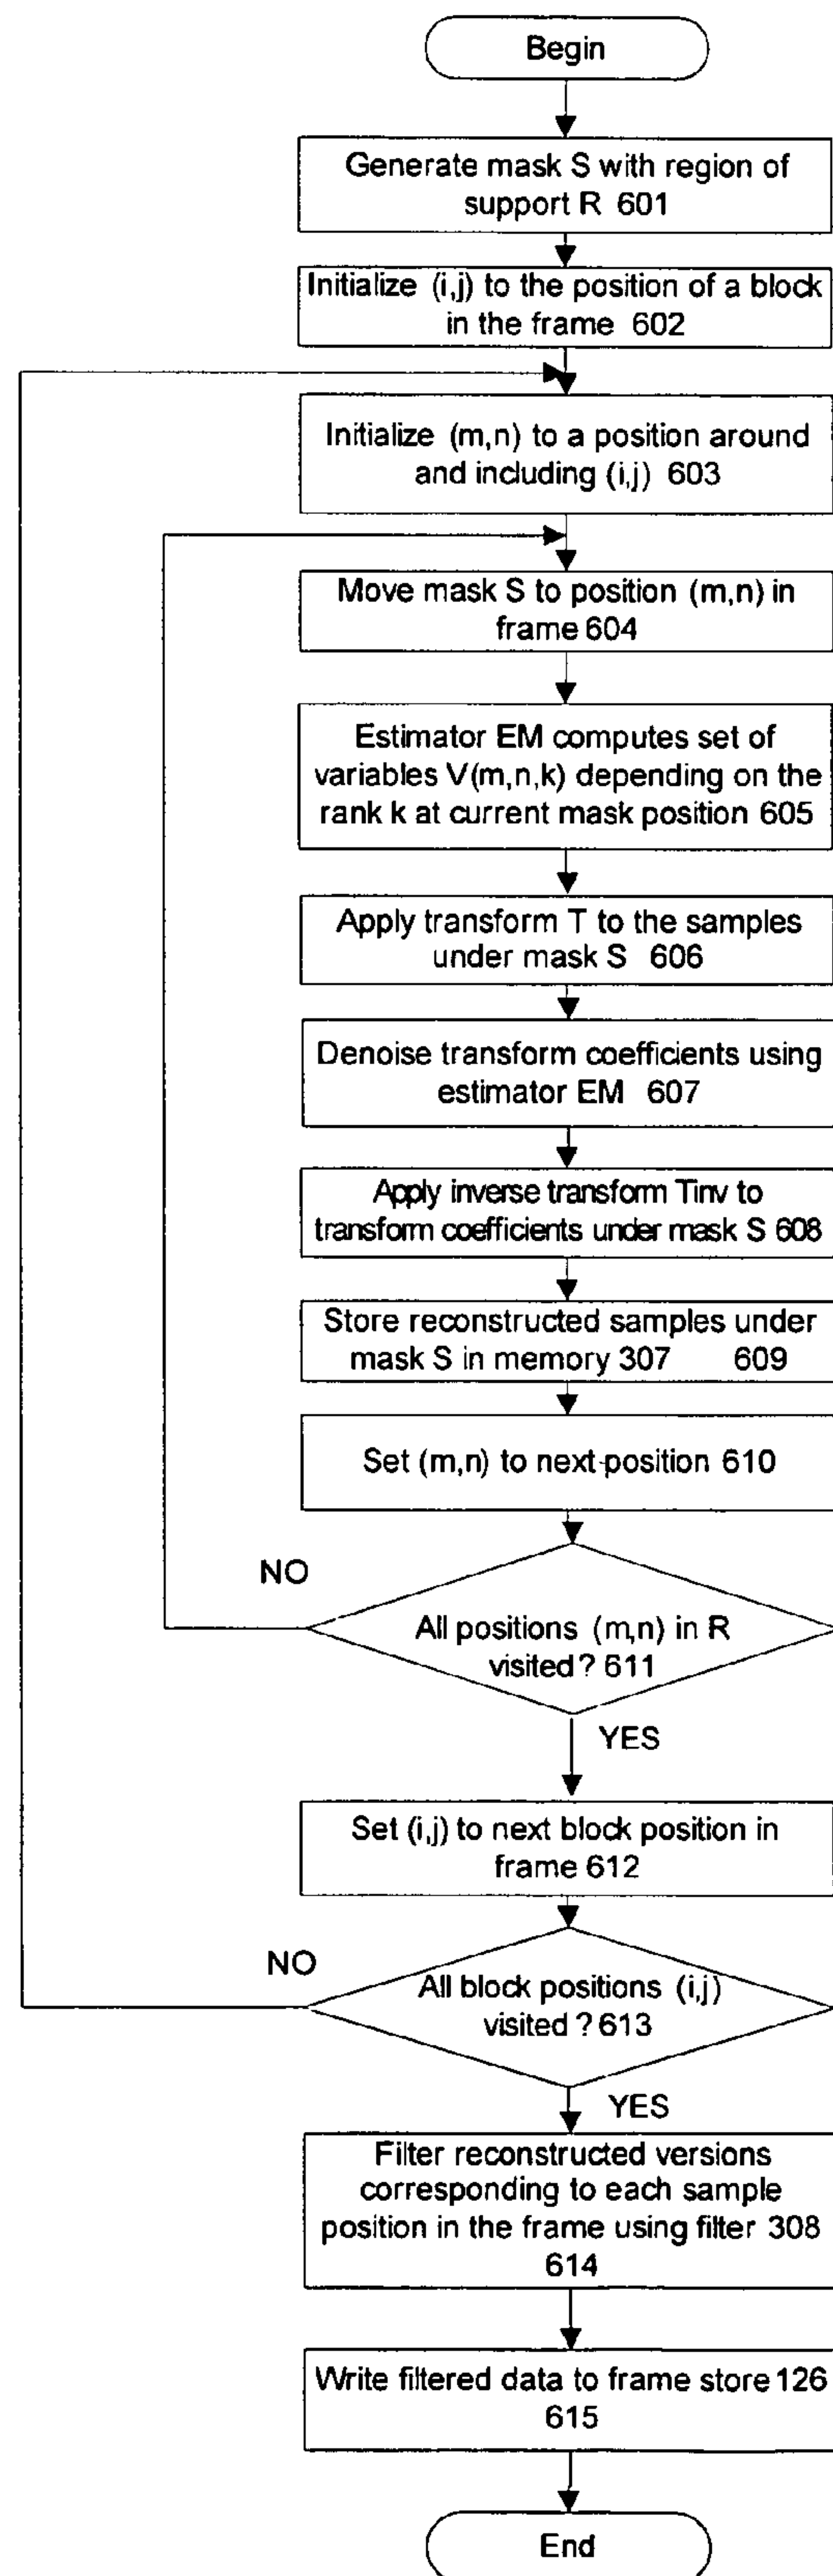 Begin
Generate mask S with region of
support R 601
Initialize (i,j) to the position of a block
in the frame 602
Initialize (m,n) to a position around
and including (i,j) 603
Move mask S to position (m,n) in
frame 604
Estimator EM computes set of
variables V(m,n,k) depending on the
rank k at current mask position 605
Apply transform T to the samples
under mask S 606
Denoise transform coefficients using
estimator EM 607
Apply inverse transform Tinv to
transform coefficients under mask S 608
Store reconstructed samples under
mask S in memory 307 609
Set (m,n) to next position 610
NO
All positions (m,n) in R
visited? 611
YES
Set (i,j) to next block position in
frame 612
NO
All block positions (i,j)
visited ? 613
YES
Filter reconstructed versions
corresponding to each sample
position in the frame using filter 308
614
Write filtered data to frame store 126
615
End